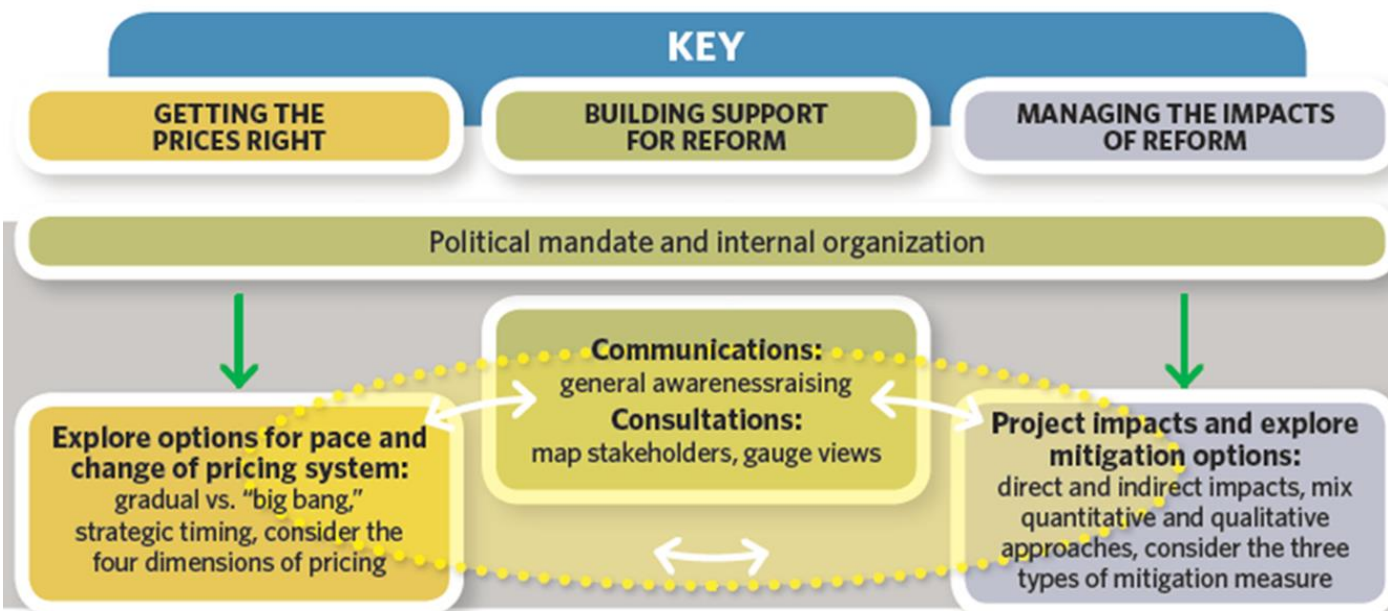 KEY
GETTING THE
PRICES RIGHT
BUILDING SUPPORT
FOR REFORM
MANAGING THE IMPACTS
OF REFORM
Political mandate and internal organization
Communications:
general awarenessraising
Consultations:
map stakeholders, gauge views
Explore options for pace and
change of pricing system:
gradual vs. “big bang,”
strategic timing, consider the
four dimensions of pricing
Project impacts and explore
mitigation options:
direct and indirect impacts, mix
quantitative and qualitative
approaches, consider the three
types of mitigation measure